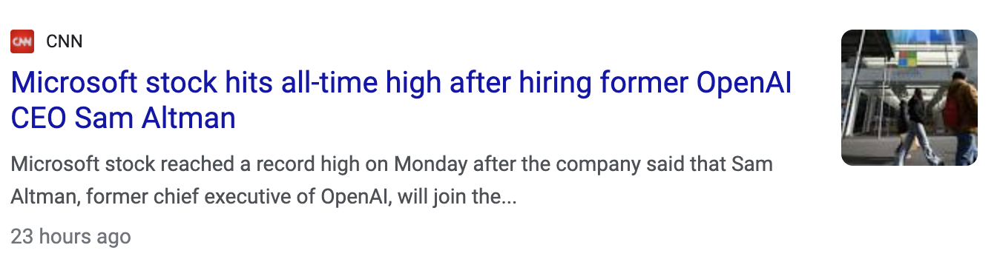 CNN
CNN
Microsoft stock hits all-time high after hiring former OpenAI
CEO Sam Altman
Microsoft stock reached a record high on Monday after the company said that Sam
Altman, former chief executive of OpenAI, will join the...
23 hours ago